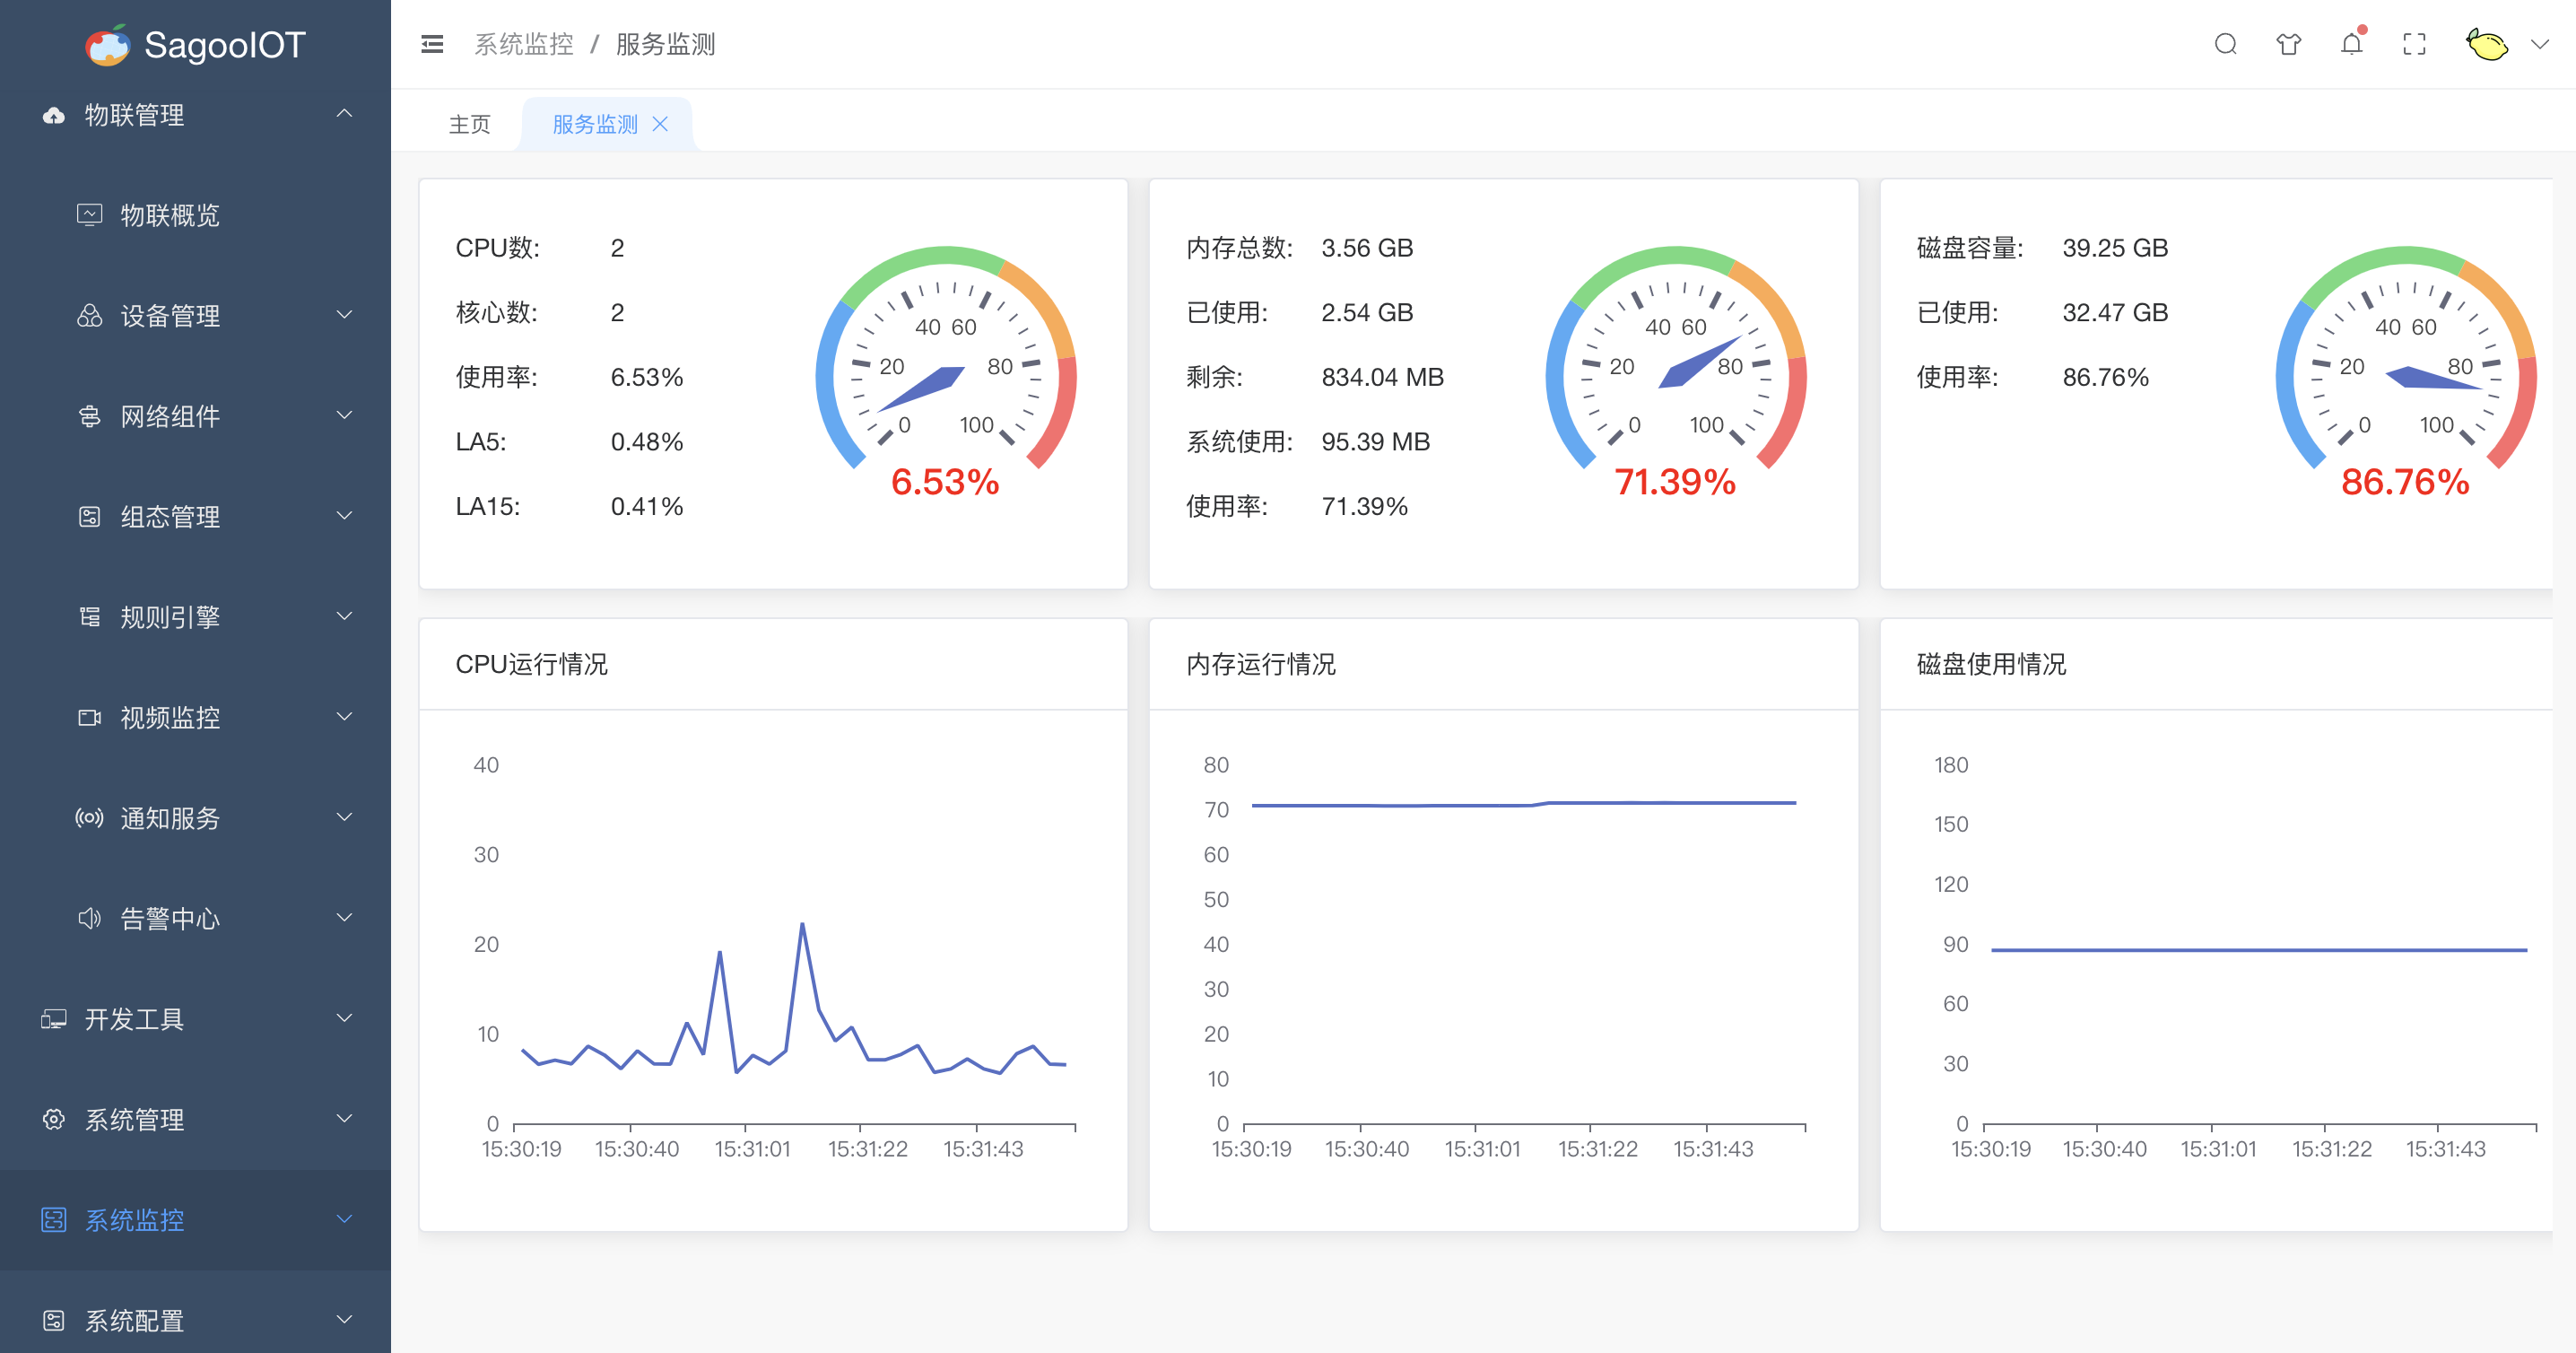 SagooIOT
物联管理
物联概览
设备管理
网络组件
组态管理
规则引擎
视频监控
通知服务
告警中心
开发工具
系统管理
系统监控
系统配置
系统监控 / 服务监测
主页
服务监测
CPU数: 2
核心数: 2
使用率: 6.53%
LA5: 0.48%
LA15: 0.41%
0
20
40
60
80
100
6.53%
内存总数: 3.56 GB
已使用: 2.54 GB
剩余: 834.04 MB
系统使用: 95.39 MB
使用率: 71.39%
0
20
40
60
80
100
71.39%
磁盘容量: 39.25 GB
已使用: 32.47 GB
使用率: 86.76%
0
20
40
60
80
100
86.76%
CPU运行情况
40
30
20
10
0
15:30:19 15:30:40 15:31:01 15:31:22 15:31:43
内存运行情况
80
70
60
50
40
30
20
10
0
15:30:19 15:30:40 15:31:01 15:31:22 15:31:43
磁盘使用情况
180
150
120
90
60
30
0
15:30:19 15:30:40 15:31:01 15:31:22 15:31:43